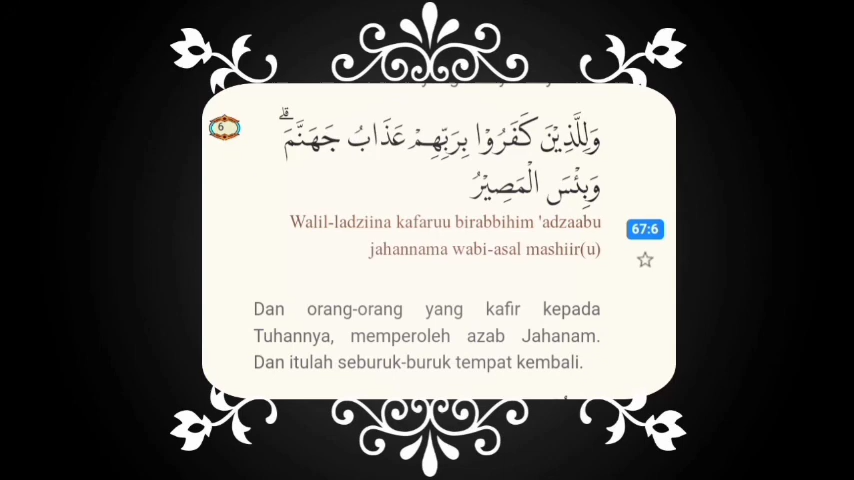 6
وَلِلَّذِيْنَ كَفَرُوْا بِرَبِّهِمْ عَذَابُ جَهَنَّمَۗ
وَبِئْسَ الْمَصِيْرُ
Walil-ladziina kafaruu birabbihim 'adzaabu
jahannama wabi-asal mashiir(u)
67:6
Dan orang-orang yang kafir kepada
Tuhannya, memperoleh azab Jahanam.
Dan itulah seburuk-buruk tempat kembali.